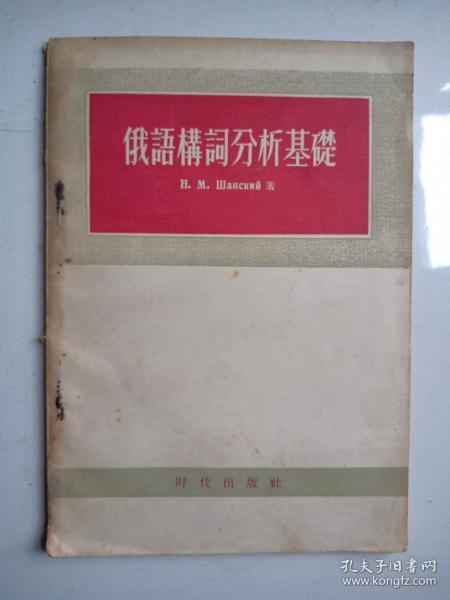 俄語構詞分析基礎
Н. М. Шанский 著
时代出版社
孔夫子旧书网
www.kongfz.com